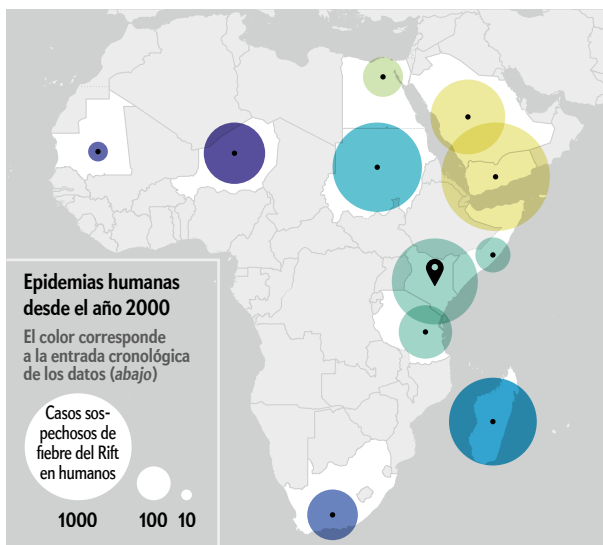 Epidemias humanas
desde el año 2000
El color corresponde
a la entrada cronológica
de los datos (abajo)
Casos sos-
pechosos de
fiebre del Rift
en humanos
1000 100 10